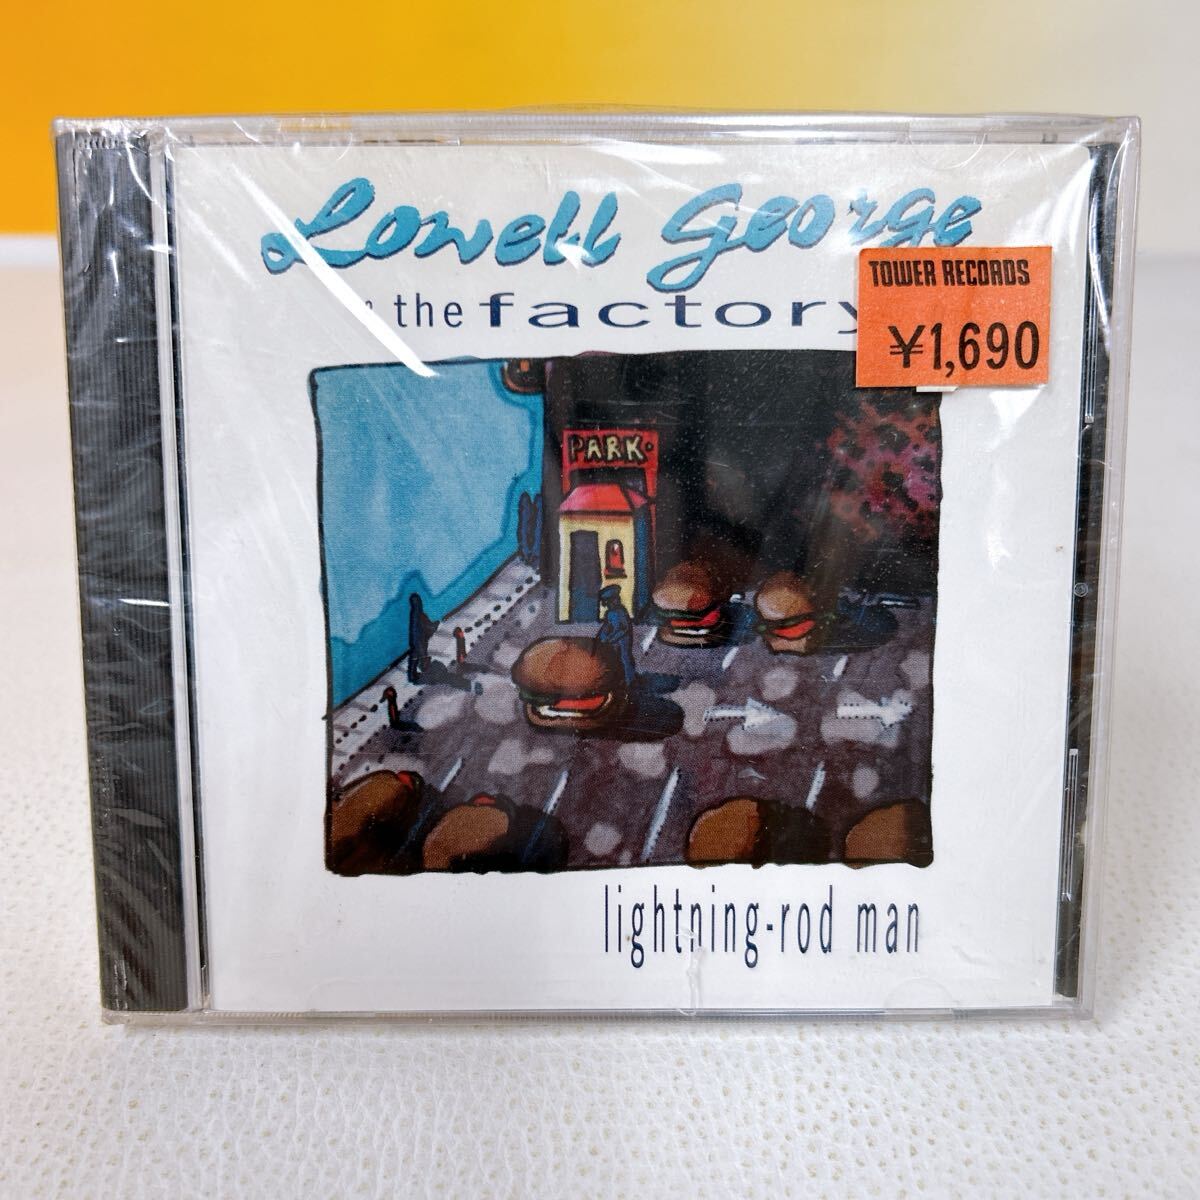 Lowell George
the factory
TOWER RECORDS
¥1,690
PARK.
lightning-rod man